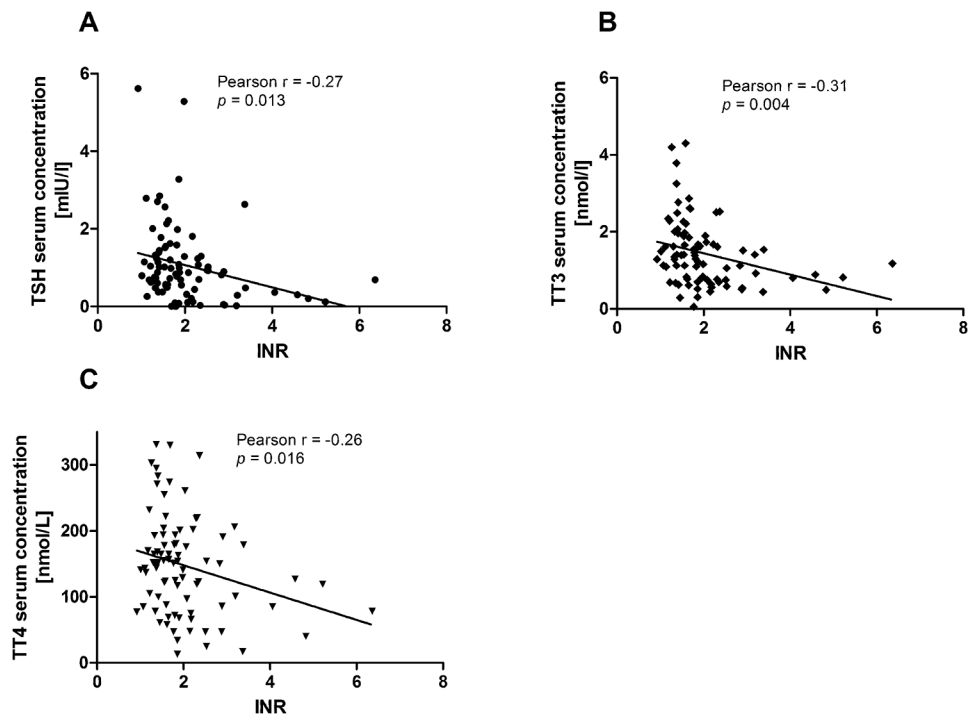 A
Pearson r = -0.27
p = 0.013
TSH serum concentration
[mIU/l]
6
4
2
0
0 2 4 6 8
INR
B
Pearson r = -0.31
p = 0.004
TT3 serum concentration
[nmol/l]
6
4
2
0
0 2 4 6 8
INR
C
Pearson r = -0.26
p = 0.016
TT4 serum concentration
[nmol/L]
300
200
100
0
0 2 4 6 8
INR